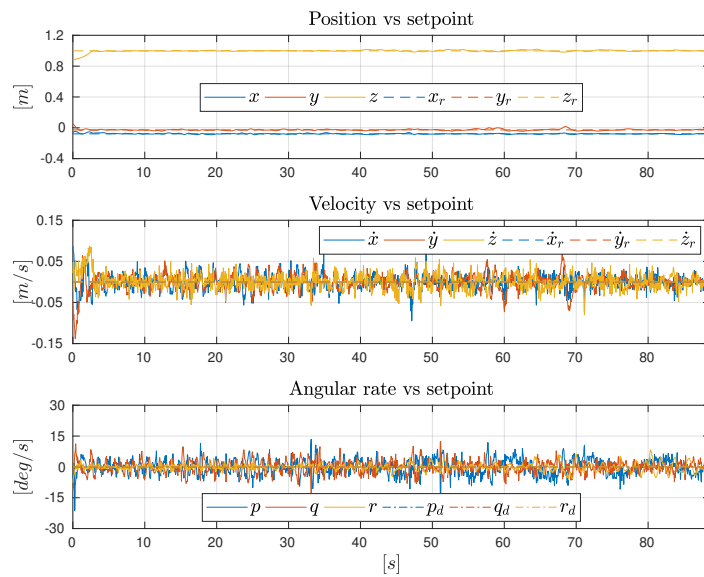 Position vs setpoint
1.2
0.8
0.4
0
-0.4
[m]
x y z x_r y_r z_r
0 10 20 30 40 50 60 70 80
Velocity vs setpoint
0.15
0.05
-0.05
-0.15
[m/s]
ẋ ẏ ż ẋ_r ẏ_r ż_r
0 10 20 30 40 50 60 70 80
Angular rate vs setpoint
30
15
0
-15
-30
[deg/s]
p q r p_d q_d r_d
0 10 20 30 40 50 60 70 80
[s]